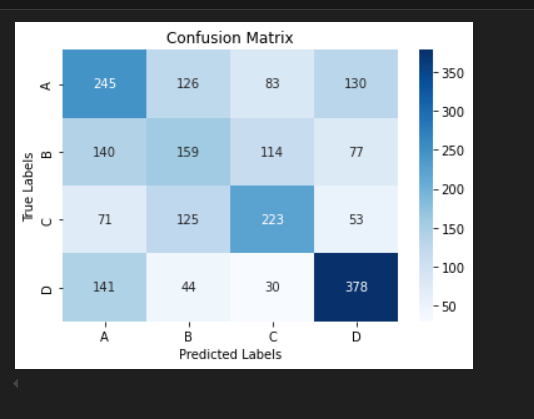 Confusion Matrix
A 245 126 83 130
B 140 159 114 77
C 71 125 223 53
D 141 44 30 378
A B C D
Predicted Labels
True Labels
350
300
250
200
150
100
50